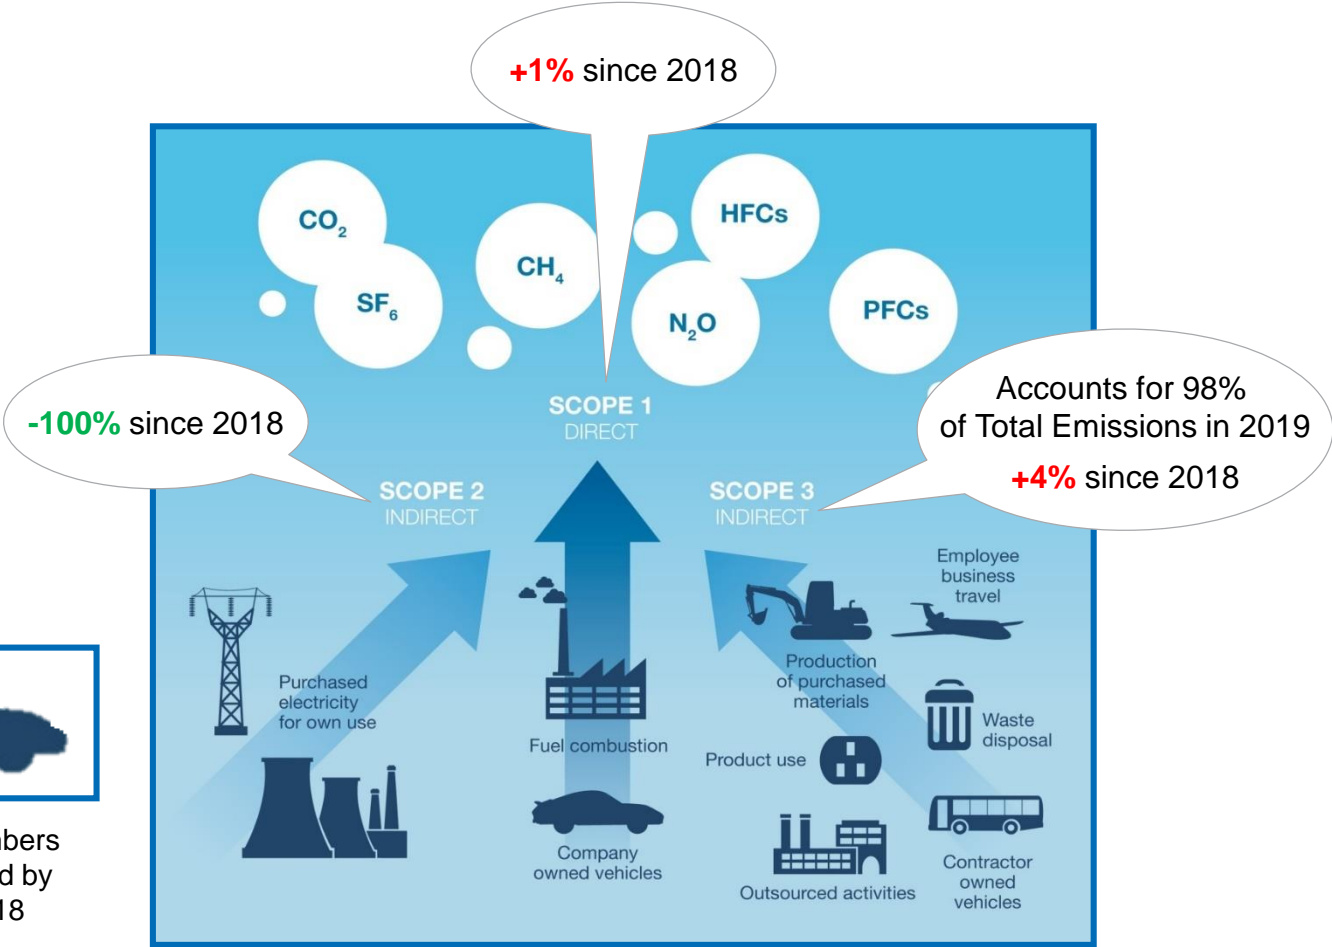 +1% since 2018
CO₂
SF₆
CH₄
HFCs
N₂O
PFCs
-100% since 2018
SCOPE 1
DIRECT
Accounts for 98%
of Total Emissions in 2019
+4% since 2018
SCOPE 2
INDIRECT
SCOPE 3
INDIRECT
Purchased
electricity
for own use
Fuel combustion
Company
owned vehicles
Employee
business
travel
Production
of purchased
materials
Waste
disposal
Product use
Outsourced activities
Contractor
owned
vehicles
by